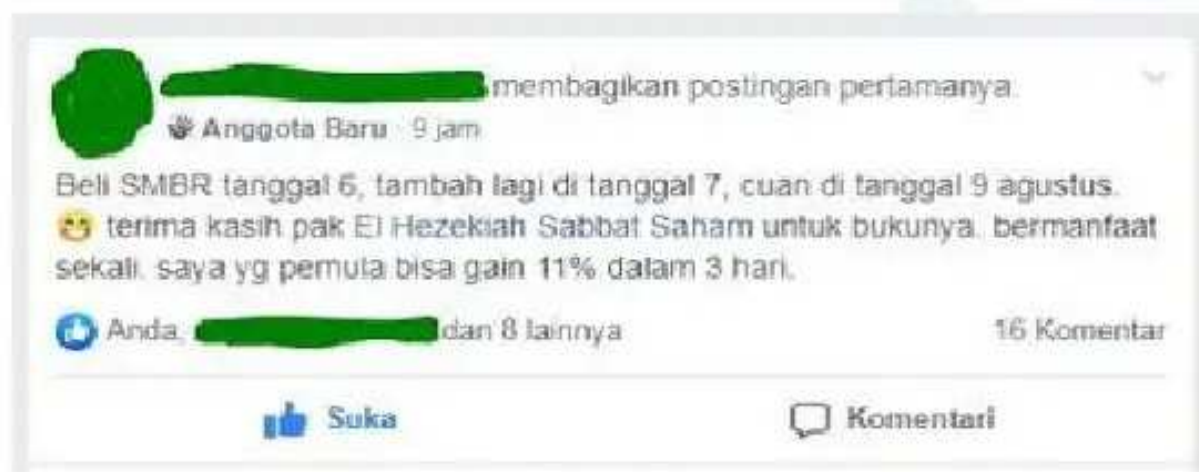 membagikan postingan pertamanya.
Anggota Baru · 9 jam
Beli SMBR tanggal 6, tambah lagi di tanggal 7, cuan di tanggal 9 agustus.
😁 terima kasih pak El Hezekiah Sabbat Saham untuk bukunya. bermanfaat
sekali. saya yg pemula bisa gain 11% dalam 3 hari.
Anda, dan 8 lainnya
16 Komentar
Suka
Komentari